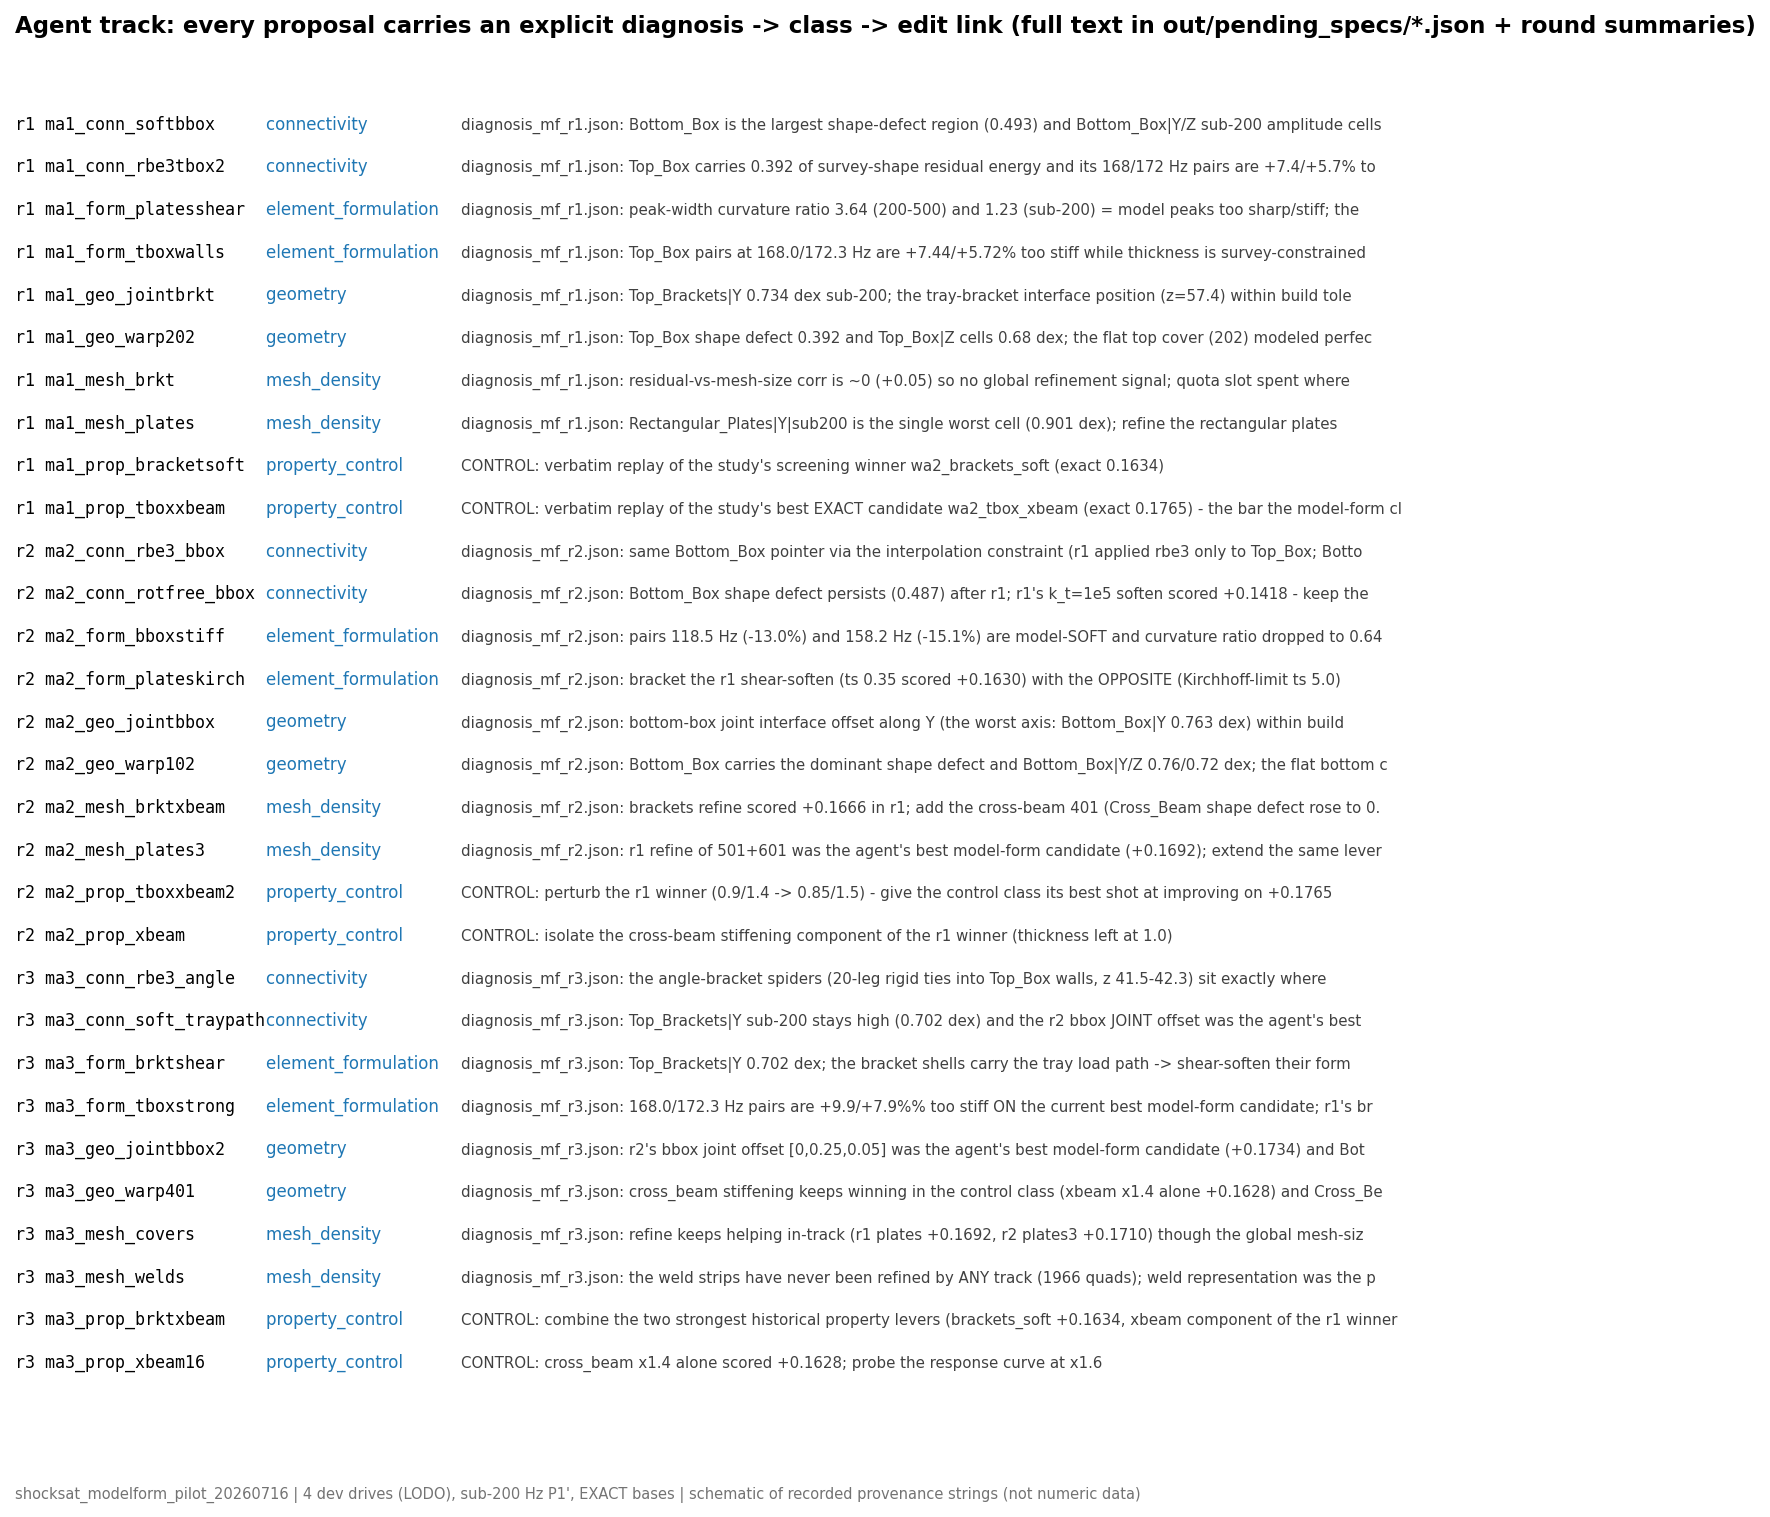 Agent track: every proposal carries an explicit diagnosis -> class -> edit link (full text in out/pending_specs/*.json + round summaries)
r1 ma1_conn_softbbox connectivity diagnosis_mf_r1.json: Bottom_Box is the largest shape-defect region (0.493) and Bottom_Box|Y/Z sub-200 amplitude cells
r1 ma1_conn_rbe3tbox2 connectivity diagnosis_mf_r1.json: Top_Box carries 0.392 of survey-shape residual energy and its 168/172 Hz pairs are +7.4/+5.7% to
r1 ma1_form_platesshear element_formulation diagnosis_mf_r1.json: peak-width curvature ratio 3.64 (200-500) and 1.23 (sub-200) = model peaks too sharp/stiff; the
r1 ma1_form_tboxwalls element_formulation diagnosis_mf_r1.json: Top_Box pairs at 168.0/172.3 Hz are +7.44/+5.72% too stiff while thickness is survey-constrained
r1 ma1_geo_jointbrkt geometry diagnosis_mf_r1.json: Top_Brackets|Y 0.734 dex sub-200; the tray-bracket interface position (z=57.4) within build tole
r1 ma1_geo_warp202 geometry diagnosis_mf_r1.json: Top_Box shape defect 0.392 and Top_Box|Z cells 0.68 dex; the flat top cover (202) modeled perfec
r1 ma1_mesh_brkt mesh_density diagnosis_mf_r1.json: residual-vs-mesh-size corr is ~0 (+0.05) so no global refinement signal; quota slot spent where
r1 ma1_mesh_plates mesh_density diagnosis_mf_r1.json: Rectangular_Plates|Y|sub200 is the single worst cell (0.901 dex); refine the rectangular plates
r1 ma1_prop_bracketsoft property_control CONTROL: verbatim replay of the study's screening winner wa2_brackets_soft (exact 0.1634)
r1 ma1_prop_tboxxbeam property_control CONTROL: verbatim replay of the study's best EXACT candidate wa2_tbox_xbeam (exact 0.1765) - the bar the model-form cl
r2 ma2_conn_rbe3_bbox connectivity diagnosis_mf_r2.json: same Bottom_Box pointer via the interpolation constraint (r1 applied rbe3 only to Top_Box; Botto
r2 ma2_conn_rotfree_bbox connectivity diagnosis_mf_r2.json: Bottom_Box shape defect persists (0.487) after r1; r1's k_t=1e5 soften scored +0.1418 - keep the
r2 ma2_form_bboxstiff element_formulation diagnosis_mf_r2.json: pairs 118.5 Hz (-13.0%) and 158.2 Hz (-15.1%) are model-SOFT and curvature ratio dropped to 0.64
r2 ma2_form_plateskirch element_formulation diagnosis_mf_r2.json: bracket the r1 shear-soften (ts 0.35 scored +0.1630) with the OPPOSITE (Kirchhoff-limit ts 5.0)
r2 ma2_geo_jointbbox geometry diagnosis_mf_r2.json: bottom-box joint interface offset along Y (the worst axis: Bottom_Box|Y 0.763 dex) within build
r2 ma2_geo_warp102 geometry diagnosis_mf_r2.json: Bottom_Box carries the dominant shape defect and Bottom_Box|Y/Z 0.76/0.72 dex; the flat bottom c
r2 ma2_mesh_brktxbeam mesh_density diagnosis_mf_r2.json: brackets refine scored +0.1666 in r1; add the cross-beam 401 (Cross_Beam shape defect rose to 0.
r2 ma2_mesh_plates3 mesh_density diagnosis_mf_r2.json: r1 refine of 501+601 was the agent's best model-form candidate (+0.1692); extend the same lever
r2 ma2_prop_tboxxbeam2 property_control CONTROL: perturb the r1 winner (0.9/1.4 -> 0.85/1.5) - give the control class its best shot at improving on +0.1765
r2 ma2_prop_xbeam property_control CONTROL: isolate the cross-beam stiffening component of the r1 winner (thickness left at 1.0)
r3 ma3_conn_rbe3_angle connectivity diagnosis_mf_r3.json: the angle-bracket spiders (20-leg rigid ties into Top_Box walls, z 41.5-42.3) sit exactly where
r3 ma3_conn_soft_traypath connectivity diagnosis_mf_r3.json: Top_Brackets|Y sub-200 stays high (0.702 dex) and the r2 bbox JOINT offset was the agent's best
r3 ma3_form_brktshear element_formulation diagnosis_mf_r3.json: Top_Brackets|Y 0.702 dex; the bracket shells carry the tray load path -> shear-soften their form
r3 ma3_form_tboxstrong element_formulation diagnosis_mf_r3.json: 168.0/172.3 Hz pairs are +9.9/+7.9%% too stiff ON the current best model-form candidate; r1's br
r3 ma3_geo_jointbbox2 geometry diagnosis_mf_r3.json: r2's bbox joint offset [0,0.25,0.05] was the agent's best model-form candidate (+0.1734) and Bot
r3 ma3_geo_warp401 geometry diagnosis_mf_r3.json: cross_beam stiffening keeps winning in the control class (xbeam x1.4 alone +0.1628) and Cross_Be
r3 ma3_mesh_covers mesh_density diagnosis_mf_r3.json: refine keeps helping in-track (r1 plates +0.1692, r2 plates3 +0.1710) though the global mesh-siz
r3 ma3_mesh_welds mesh_density diagnosis_mf_r3.json: the weld strips have never been refined by ANY track (1966 quads); weld representation was the p
r3 ma3_prop_brktxbeam property_control CONTROL: combine the two strongest historical property levers (brackets_soft +0.1634, xbeam component of the r1 winner
r3 ma3_prop_xbeam16 property_control CONTROL: cross_beam x1.4 alone scored +0.1628; probe the response curve at x1.6
shocksat_modelform_pilot_20260716 | 4 dev drives (LODO), sub-200 Hz P1', EXACT bases | schematic of recorded provenance strings (not numeric data)